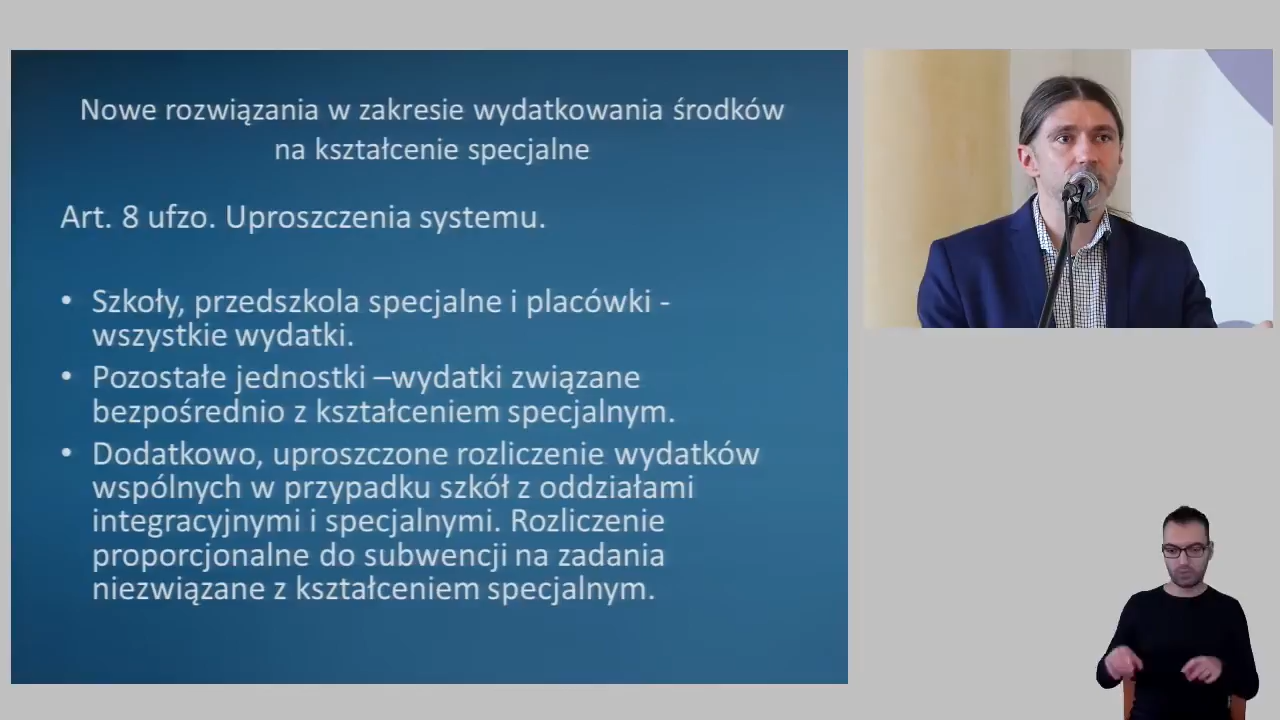 Nowe rozwiązania w zakresie wydatkowania środków
na kształcenie specjalne
Art. 8 ufzo. Uproszczenia systemu.
• Szkoły, przedszkola specjalne i placówki -
wszystkie wydatki.
• Pozostałe jednostki –wydatki związane
bezpośrednio z kształceniem specjalnym.
• Dodatkowo, uproszczone rozliczenie wydatków
wspólnych w przypadku szkół z oddziałami
integracyjnymi i specjalnymi. Rozliczenie
proporcjonalne do subwencji na zadania
niezwiązane z kształceniem specjalnym.